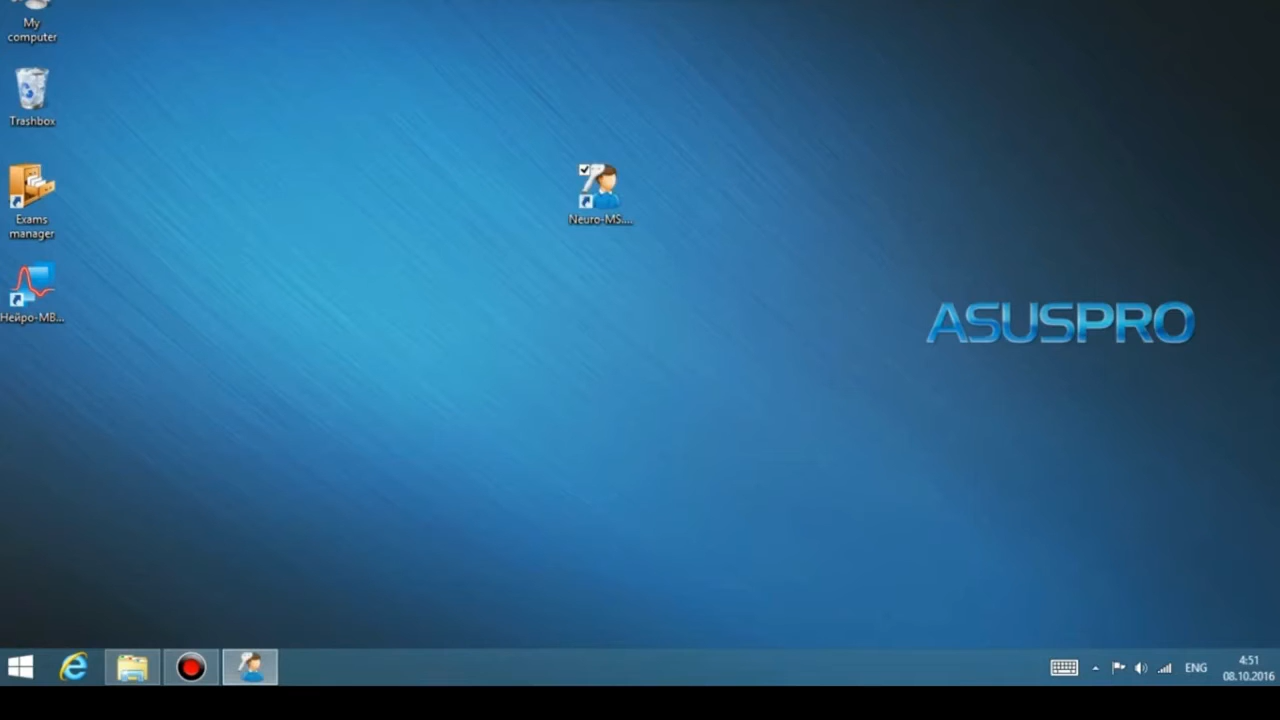 My
computer
Trashbox
Exams
manager
Нейро-МВ...
Neuro-MS....
ASUSPRO
ENG
4:51
08.10.2016